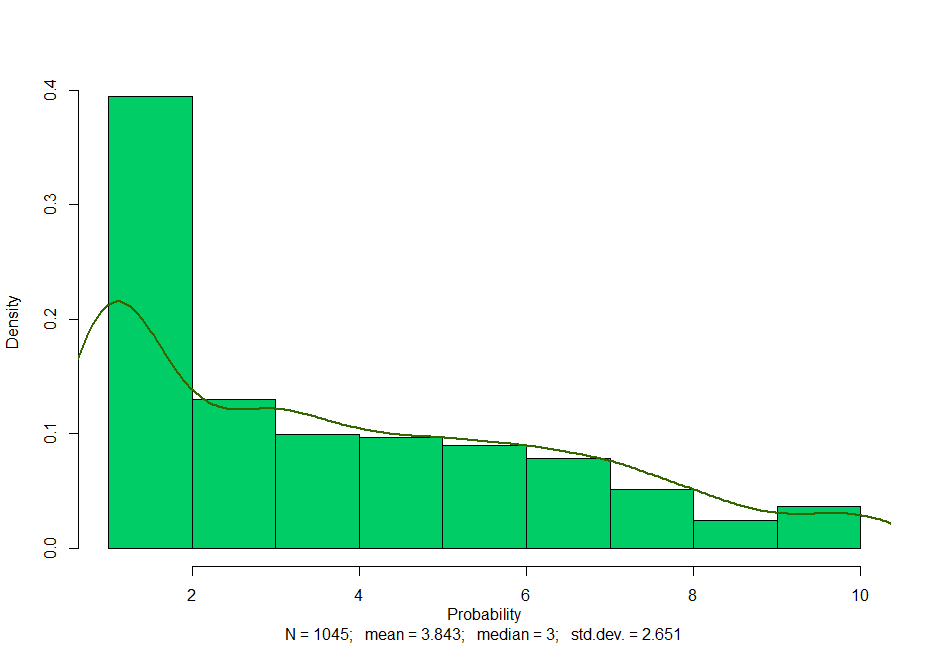 0.4
0.3
0.2
0.1
0.0
Density
2 4 6 8 10
Probability
N = 1045; mean = 3.843; median = 3; std.dev. = 2.651